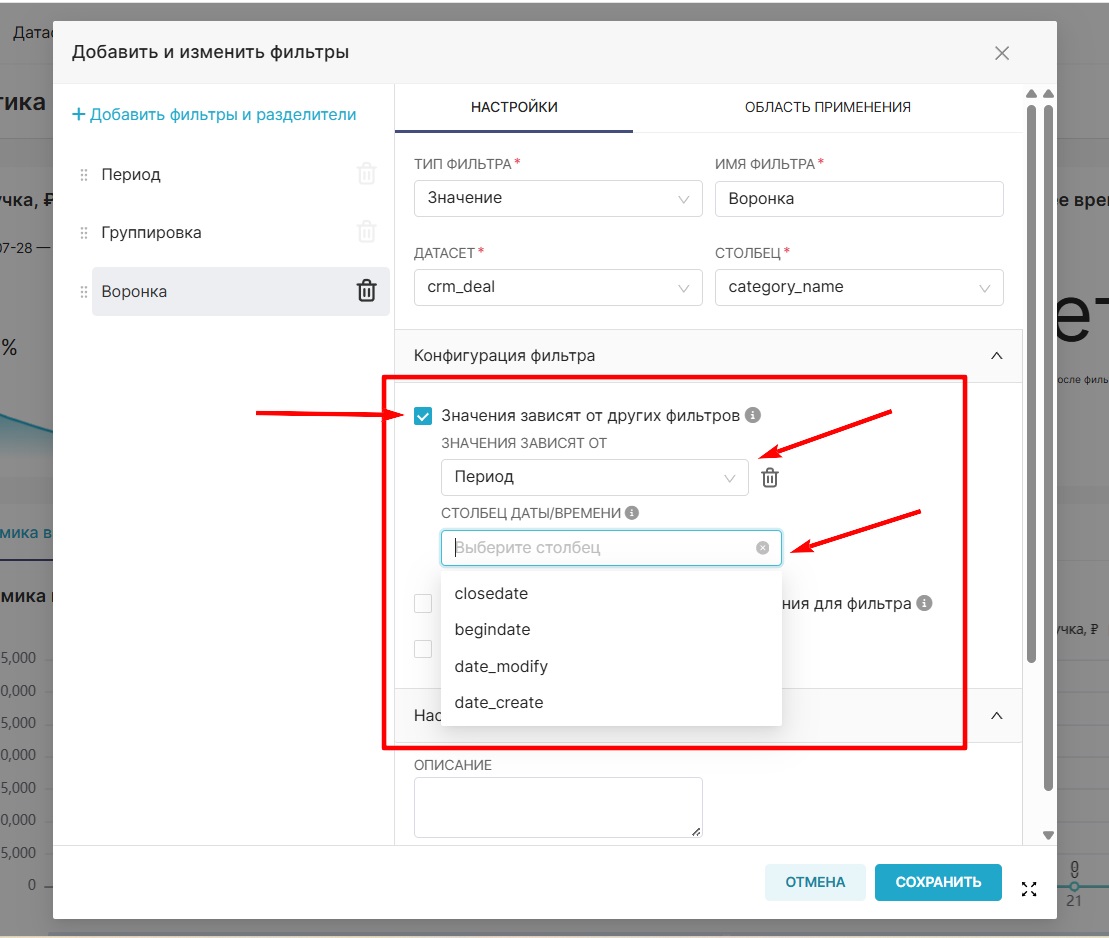 Добавить и изменить фильтры
+ Добавить фильтры и разделители
Период
Группировка
Воронка
НАСТРОЙКИ
ОБЛАСТЬ ПРИМЕНЕНИЯ
ТИП ФИЛЬТРА *
ИМЯ ФИЛЬТРА *
Значение
Воронка
ДАТАСЕТ *
СТОЛБЕЦ *
crm_deal
category_name
Конфигурация фильтра
Значения зависят от других фильтров
ЗНАЧЕНИЯ ЗАВИСЯТ ОТ
Период
СТОЛБЕЦ ДАТЫ/ВРЕМЕНИ
Выберите столбец
closedate
begindate
date_modify
date_create
ния для фильтра
Нас
ОПИСАНИЕ
ОТМЕНА
СОХРАНИТЬ
Датас
тика
чка, ₽
07-28 —
%
мика в
мика
5,000
0,000
5,000
0,000
5,000
0,000
5,000
0
е вре
ет
осле филь
учка, ₽
0
21